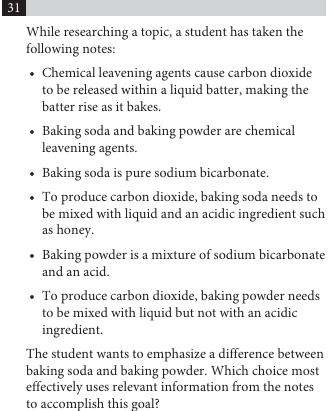 31
While researching a topic, a student has taken the
following notes:
• Chemical leavening agents cause carbon dioxide
to be released within a liquid batter, making the
batter rise as it bakes.
• Baking soda and baking powder are chemical
leavening agents.
• Baking soda is pure sodium bicarbonate.
• To produce carbon dioxide, baking soda needs to
be mixed with liquid and an acidic ingredient such
as honey.
• Baking powder is a mixture of sodium bicarbonate
and an acid.
• To produce carbon dioxide, baking powder needs
to be mixed with liquid but not with an acidic
ingredient.
The student wants to emphasize a difference between
baking soda and baking powder. Which choice most
effectively uses relevant information from the notes
to accomplish this goal?